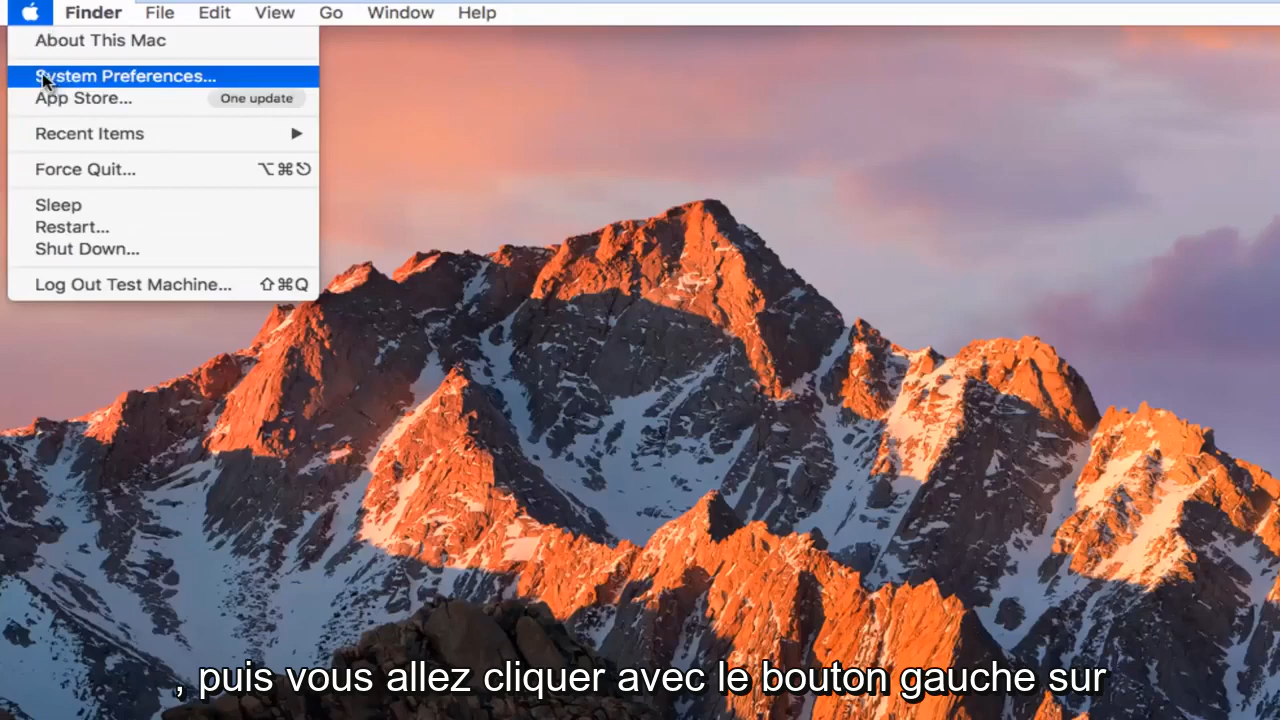 Finder File Edit View Go Window Help
About This Mac
System Preferences...
App Store... One update
Recent Items ▶
Force Quit... ⌥⌘⎋
Sleep
Restart...
Shut Down...
Log Out Test Machine... ⇧⌘Q
, puis vous allez cliquer avec le bouton gauche sur